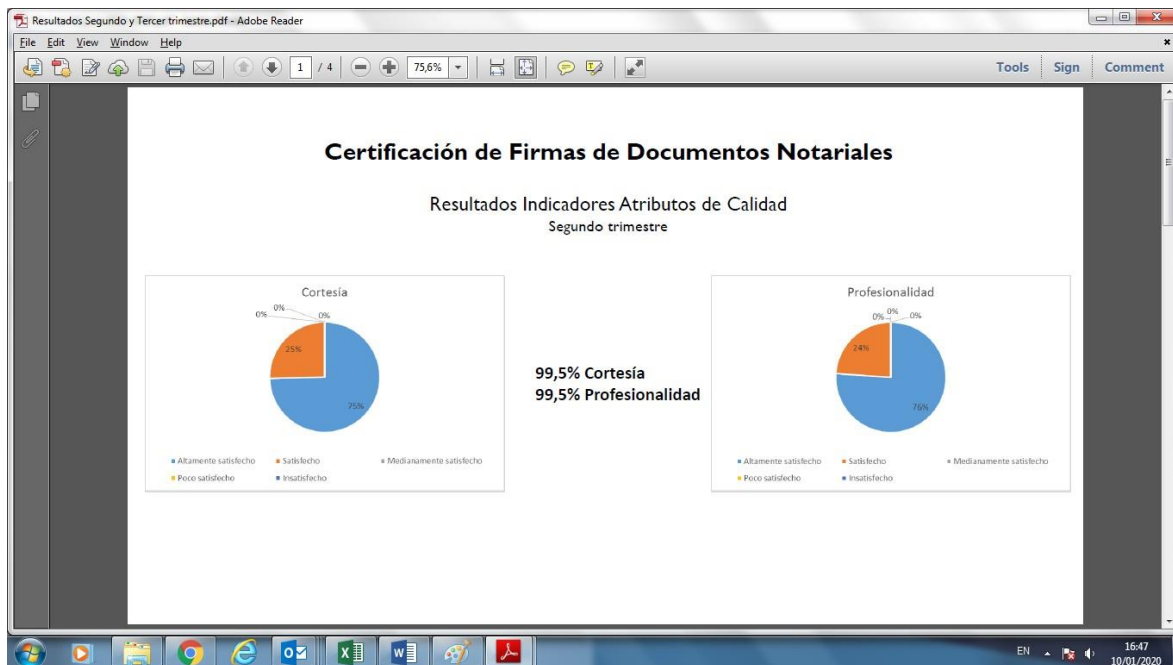 Resultados Segundo y Tercer trimestre.pdf - Adobe Reader
File Edit View Window Help
1 / 4 75,6% Tools Sign Comment
Certificación de Firmas de Documentos Notariales
Resultados Indicadores Atributos de Calidad
Segundo trimestre
Cortesía
0% 0% 0%
25%
75%
Altamente satisfecho Satisfecho Medianamente satisfecho
Poco satisfecho Insatisfecho
99,5% Cortesía
99,5% Profesionalidad
Profesionalidad
0% 0% 0%
24%
76%
Altamente satisfecho Satisfecho Medianamente satisfecho
Poco satisfecho Insatisfecho
EN 16:47
10/01/2020